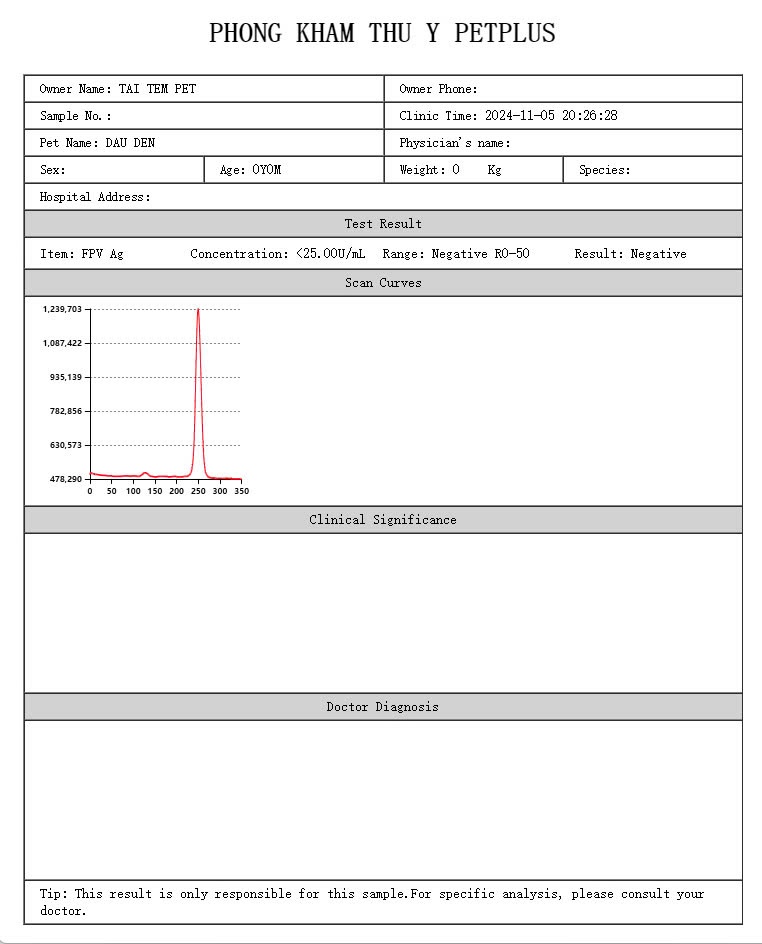 PHONG KHAM THU Y PETPLUS
Owner Name: TAI TEM PET
Owner Phone:
Sample No.:
Clinic Time: 2024-11-05 20:26:28
Pet Name: DAU DEN
Physician's name:
Sex:
Age: 0Y0M
Weight: 0 Kg
Species:
Hospital Address:
Test Result
Item: FPV Ag
Concentration: <25.00U/mL
Range: Negative R0-50
Result: Negative
Scan Curves
1,239,703
1,087,422
935,139
782,856
630,573
478,290
0 50 100 150 200 250 300 350
Clinical Significance
Doctor Diagnosis
Tip: This result is only responsible for this sample.For specific analysis, please consult your
doctor.